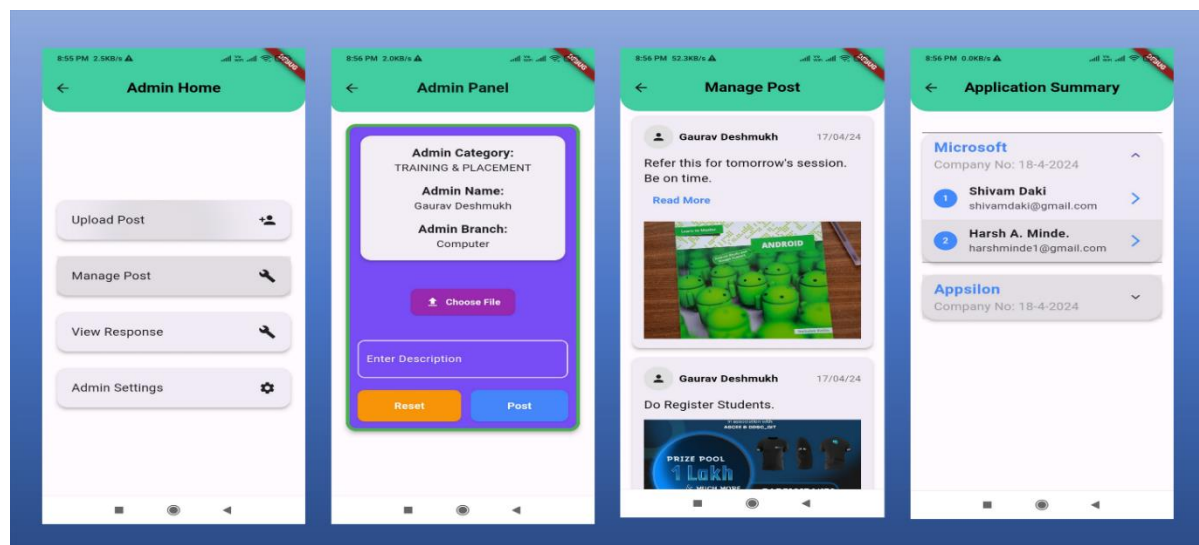 8:55 PM 2.5KB/s
DEBUG
Admin Home
Upload Post
Manage Post
View Response
Admin Settings
8:56 PM 2.0KB/s
DEBUG
Admin Panel
Admin Category:
TRAINING & PLACEMENT
Admin Name:
Gaurav Deshmukh
Admin Branch:
Computer
Choose File
Enter Description
Reset
Post
8:56 PM 52.3KB/s
DEBUG
Manage Post
Gaurav Deshmukh
17/04/24
Refer this for tomorrow's session.
Be on time.
Read More
ANDROID
Gaurav Deshmukh
17/04/24
Do Register Students.
PRIZE POOL
1 Lakh
& MUCH MORE
8:56 PM 0.0KB/s
DEBUG
Application Summary
Microsoft
Company No: 18-4-2024
1
Shivam Daki
shivamdaki@gmail.com
2
Harsh A. Minde.
harshminde1@gmail.com
Appsilon
Company No: 18-4-2024